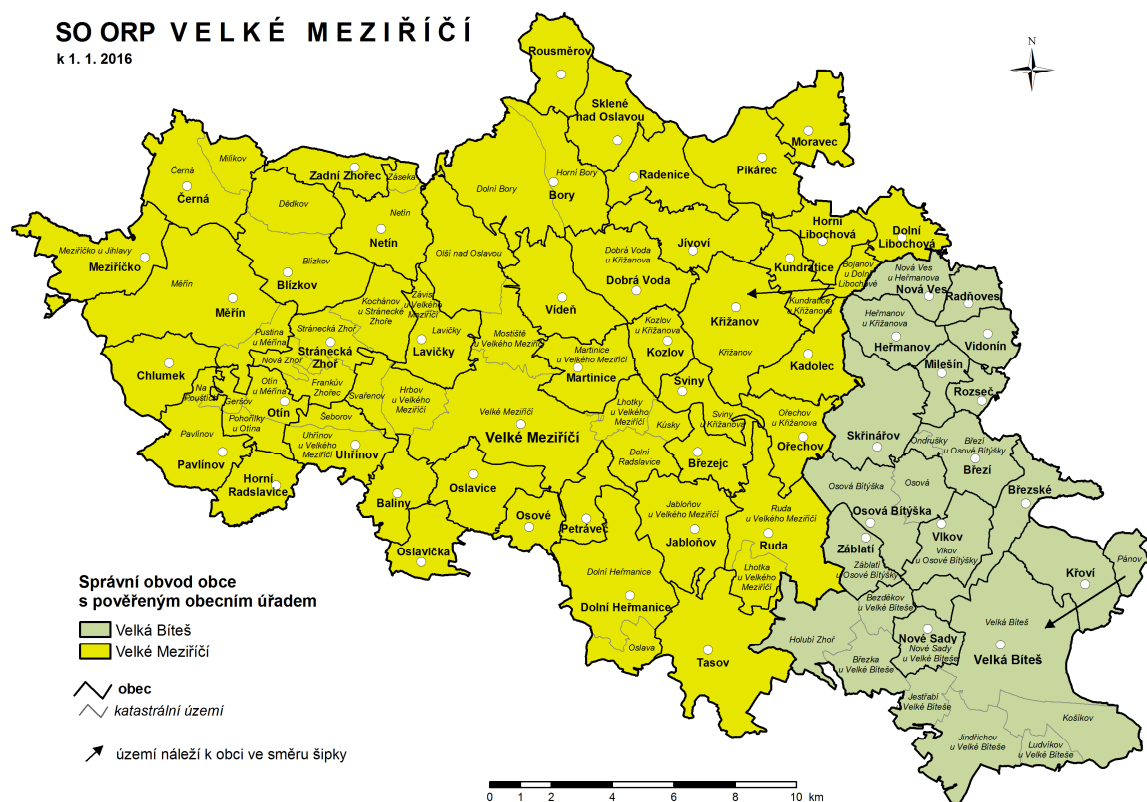 SO ORP VELKÉ MEZIŘÍČÍ
k 1. 1. 2016
N
Rousměrov
Sklené
nad Oslavou
Moravec
Pikárec
Radenice
Horní Bory
Bory
Dolní Bory
Milíkov
Černá
Černá
Zadní Zhořec
Záseka
Dědkov
Netín
Netín
Horní
Libochová
Dolní
Libochová
Jívoví
Dobrá Voda
u Křižanova
Dobrá Voda
Kundratice
Bojanov
u Dolní
Libochové
Kundratice
u Křižanova
Meziříčko u Jihlavy
Meziříčko
Olší nad Oslavou
Blízkov
Blízkov
Měřín
Měřín
Nová Ves
u Heřmanova
Nová Ves
Radňoves
Heřmanov
u Křižanova
Heřmanov
Vidonín
Milešín
Rozseč
Kochánov
u Stránecké
Zhoře
Závist
u Velkého
Meziříčí
Vídeň
Křižanov
Křižanov
Pustina
u Měřína
Stránecká Zhoř
Stránecká
Zhoř
Nová Zhoř
Lavičky
Lavičky
Mostiště
u Velkého Meziříčí
Kozlov
u Křižanova
Kozlov
Martinice
u Velkého Meziříčí
Martinice
Kadolec
Chlumek
Na
Pouštích
Geršov
Otín
u Měřína
Otín
Frankův
Zhořec
Svařenov
Hrbov
u Velkého
Meziříčí
Sviny
Lhotky
u Velkého
Meziříčí
Kúsky
Sviny
u Křižanova
Ořechov
u Křižanova
Ořechov
Pohořílky
u Otína
Šeborov
Velké Meziříčí
Velké Meziříčí
Skřinářov
Ondrušky
Březí
u Osové Bítýšky
Březí
Pavlínov
Pavlínov
Uhřínov
u Velkého
Meziříčí
Uhřínov
Dolní
Radslavice
Březejc
Horní
Radslavice
Baliny
Oslavice
Osová Bítýška
Osová
Březské
Osové
Petráveč
Jabloňov
u Velkého Meziříčí
Jabloňov
Ruda
u Velkého Meziříčí
Ruda
Osová Bítýška
Záblatí
Vlkov
Vlkov
u Osové Bítýšky
Oslavička
Záblatí
u Osové Bítýšky
Lhotka
u Velkého
Meziříčí
Pánov
Křoví
Dolní Heřmanice
Dolní Heřmanice
Oslava
Bezděkov
u Velké Bíteše
Velká Bíteš
Velká Bíteš
Nové Sady
Nové Sady
u Velké Bíteše
Holubí Zhoř
Březka
u Velké Bíteše
Tasov
Jestřabí
u Velké Bíteše
Košíkov
Jindřichov
u Velké Bíteše
Ludvíkov
u Velké Bíteše
Správní obvod obce
s pověřeným obecním úřadem
Velká Bíteš
Velké Meziříčí
obec
katastrální území
území náleží k obci ve směru šipky
0 1 2 4 6 8 10 km